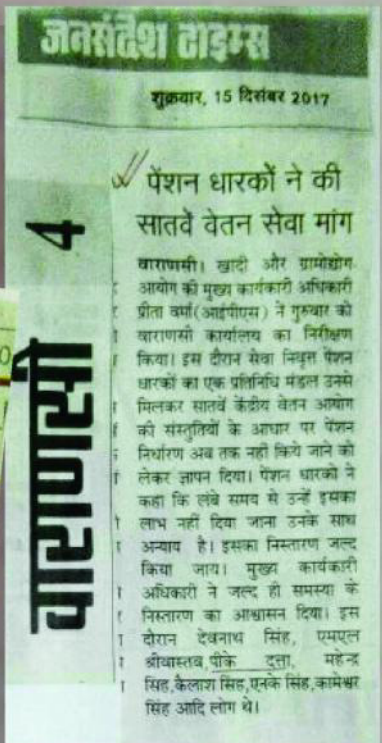 जनसंदेश टाइम्स
शुक्रवार, 15 दिसंबर 2017
वाराणसी 4
पेंशन धारकों ने की
सातवें वेतन सेवा मांग
वाराणसी। खादी और ग्रामोद्योग
आयोग की मुख्य कार्यकारी अधिकारी
प्रीता वर्मा(आईपीएस) ने गुरुवार को
वाराणसी कार्यालय का निरीक्षण
किया। इस दौरान सेवा निवृत्त पेंशन
धारकों का एक प्रतिनिधि मंडल उनसे
मिलकर सातवें केंद्रीय वेतन आयोग
की संस्तुतियों के आधार पर पेंशन
निर्धारण अब तक नहीं किये जाने को
लेकर ज्ञापन दिया। पेंशन धारकों ने
कहा कि लंबे समय से उन्हें इसका
लाभ नहीं दिया जाना उनके साथ
अन्याय है। इसका निस्तारण जल्द
किया जाय। मुख्य कार्यकारी
अधिकारी ने जल्द ही समस्या के
निस्तारण का आश्वासन दिया। इस
दौरान देवनाथ सिंह, एमएल
श्रीवास्तव, पीके दत्ता, महेन्द्र
सिंह,कैलाश सिंह,एनके सिंह,कामेश्वर
सिंह आदि लोग थे।